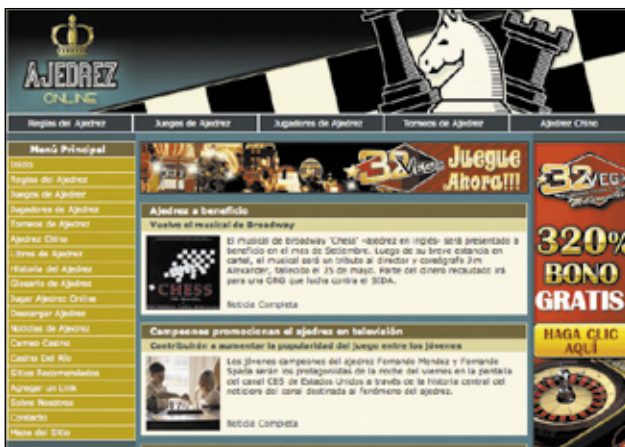 AJEDREZ
ONLINE
Reglas del Ajedrez
Juegos de Ajedrez
Jugadores de Ajedrez
Torneos de Ajedrez
Ajedrez Chino
Menú Principal
Inicio
Reglas del Ajedrez
Juegos de Ajedrez
Jugadores de Ajedrez
Torneos de Ajedrez
Ajedrez Chino
Libros de Ajedrez
Historia del Ajedrez
Glosario de Ajedrez
Jugar Ajedrez Online
Descargar Ajedrez
Noticias de Ajedrez
Cameo Casino
Casino Del Rio
Sitios Recomendados
Agregar un Link
Sobre Nosotros
Contacto
Mapa del Sitio
32Vegas
Juegue
Ahora!!!
Ajedrez a beneficio
Vuelve el musical de Broadway
CHESS
El musical de Broadway 'Chess' -ajedrez en inglés- será presentado a
beneficio en el mes de Setiembre. Luego de su breve estancia en
cartel, el musical será un tributo al director y coreógrafo Jim
Alexander, fallecido el 25 de mayo. Parte del dinero recaudado irá
para una ONG que lucha contra el SIDA.
Noticia Completa
Campeones promocionan el ajedrez en televisión
Contribuirán a aumentar la popularidad del juego entre los jóvenes
Los jóvenes campeones del ajedrez Fernando Mendez y Fernando
Spada serán los protagonistas de la noche del viernes en la pantalla
del canal CBS de Estados Unidos a través de la historia central del
noticiero del canal destinada al fenómeno del ajedrez.
Noticia Completa
32VEG
320%
BONO
GRATIS
HAGA CLIC
AQUÍ